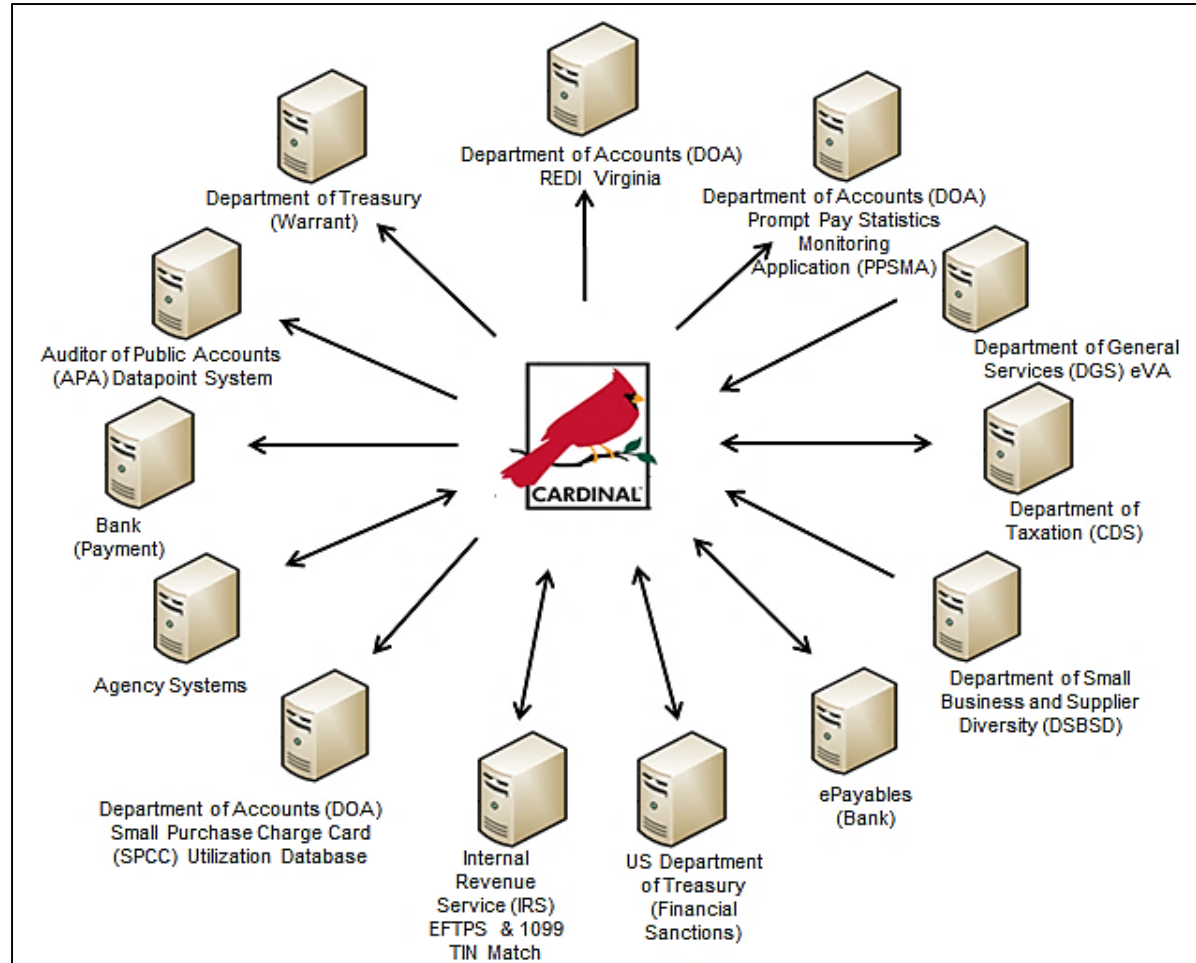 Department of Accounts (DOA)
REDI Virginia
Department of Treasury
(Warrant)
Department of Accounts (DOA)
Prompt Pay Statistics
Monitoring
Application (PPSMA)
Auditor of Public Accounts
(APA) Datapoint System
Department of General
Services (DGS) eVA
CARDINAL
Bank
(Payment)
Department of
Taxation (CDS)
Agency Systems
Department of Small
Business and Supplier
Diversity (DSBSD)
Department of Accounts (DOA)
Small Purchase Charge Card
(SPCC) Utilization Database
Internal
Revenue
Service (IRS)
EFTPS & 1099
TIN Match
US Department
of Treasury
(Financial
Sanctions)
ePayables
(Bank)